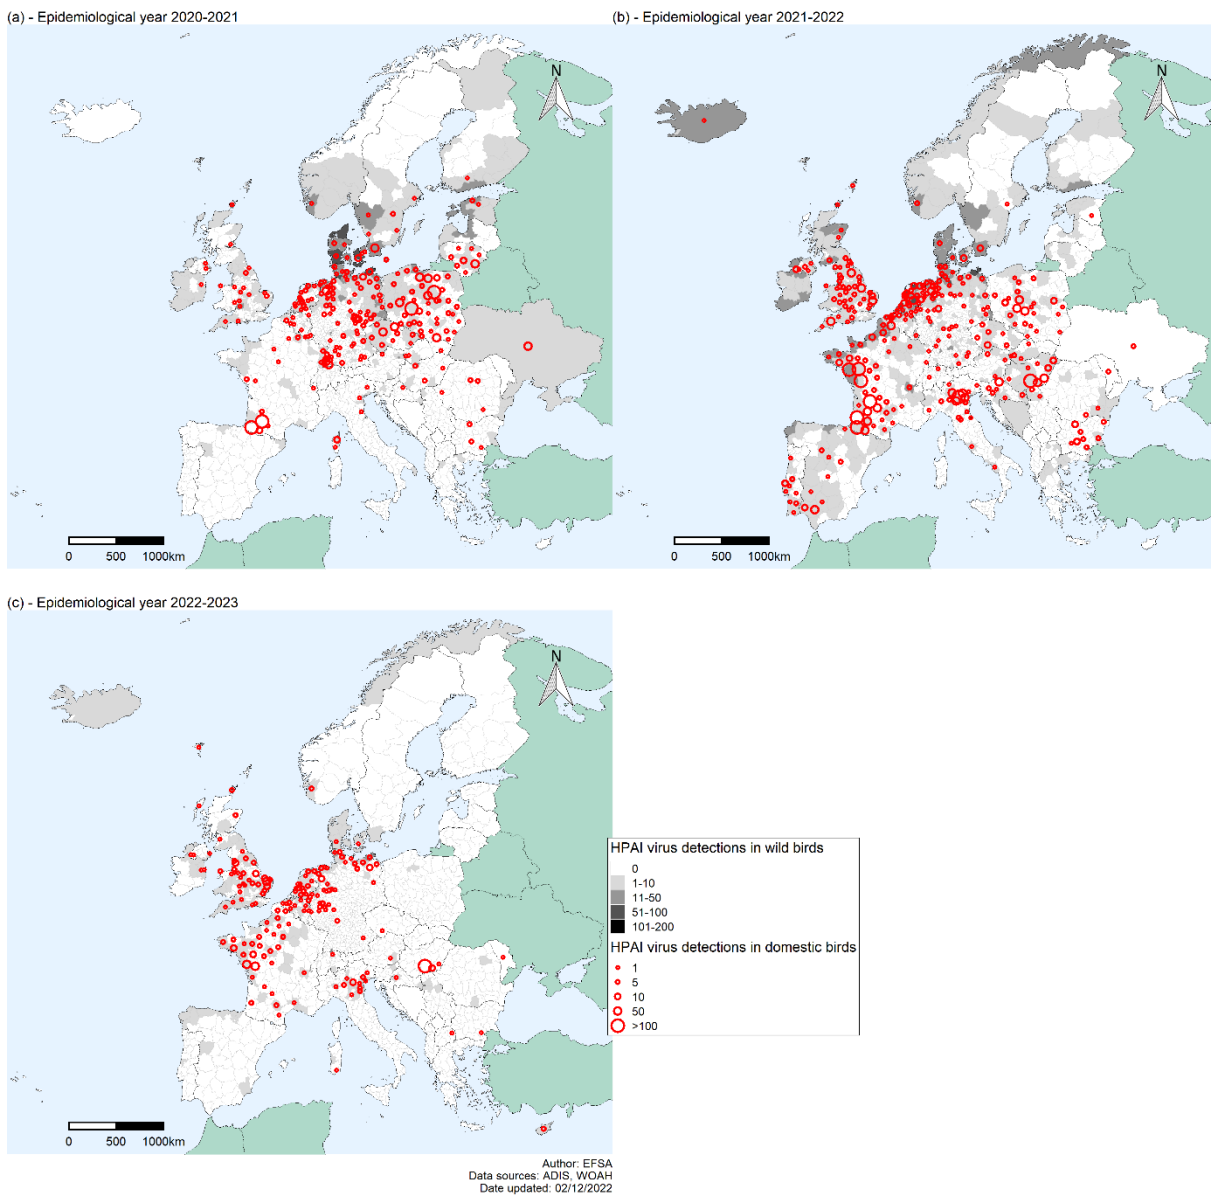 (a) - Epidemiological year 2020-2021
(b) - Epidemiological year 2021-2022
N
N
0 500 1000km
0 500 1000km
(c) - Epidemiological year 2022-2023
N
HPAI virus detections in wild birds
0
1-10
11-50
51-100
101-200
HPAI virus detections in domestic birds
1
5
10
50
>100
0 500 1000km
Author: EFSA
Data sources: ADIS, WOAH
Date updated: 02/12/2022